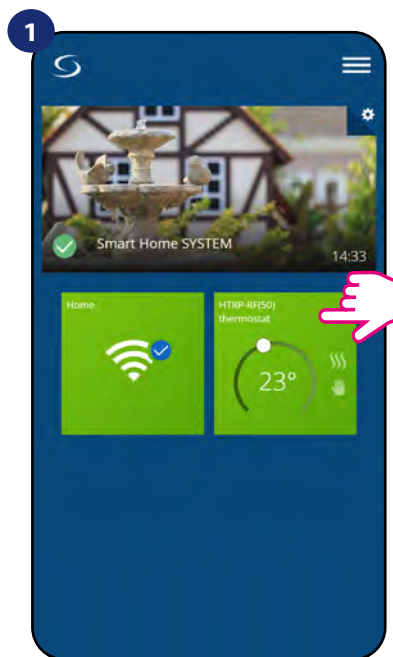 1
Smart Home SYSTEM
14:33
Home
HTRP-RF(50)
thermostat
23°